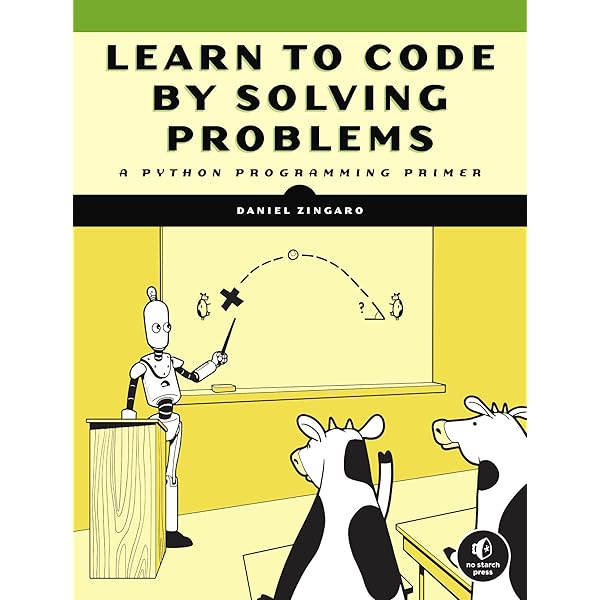 LEARN TO CODE
BY SOLVING
PROBLEMS
A PYTHON PROGRAMMING PRIMER
DANIEL ZINGARO
?
no starch
press